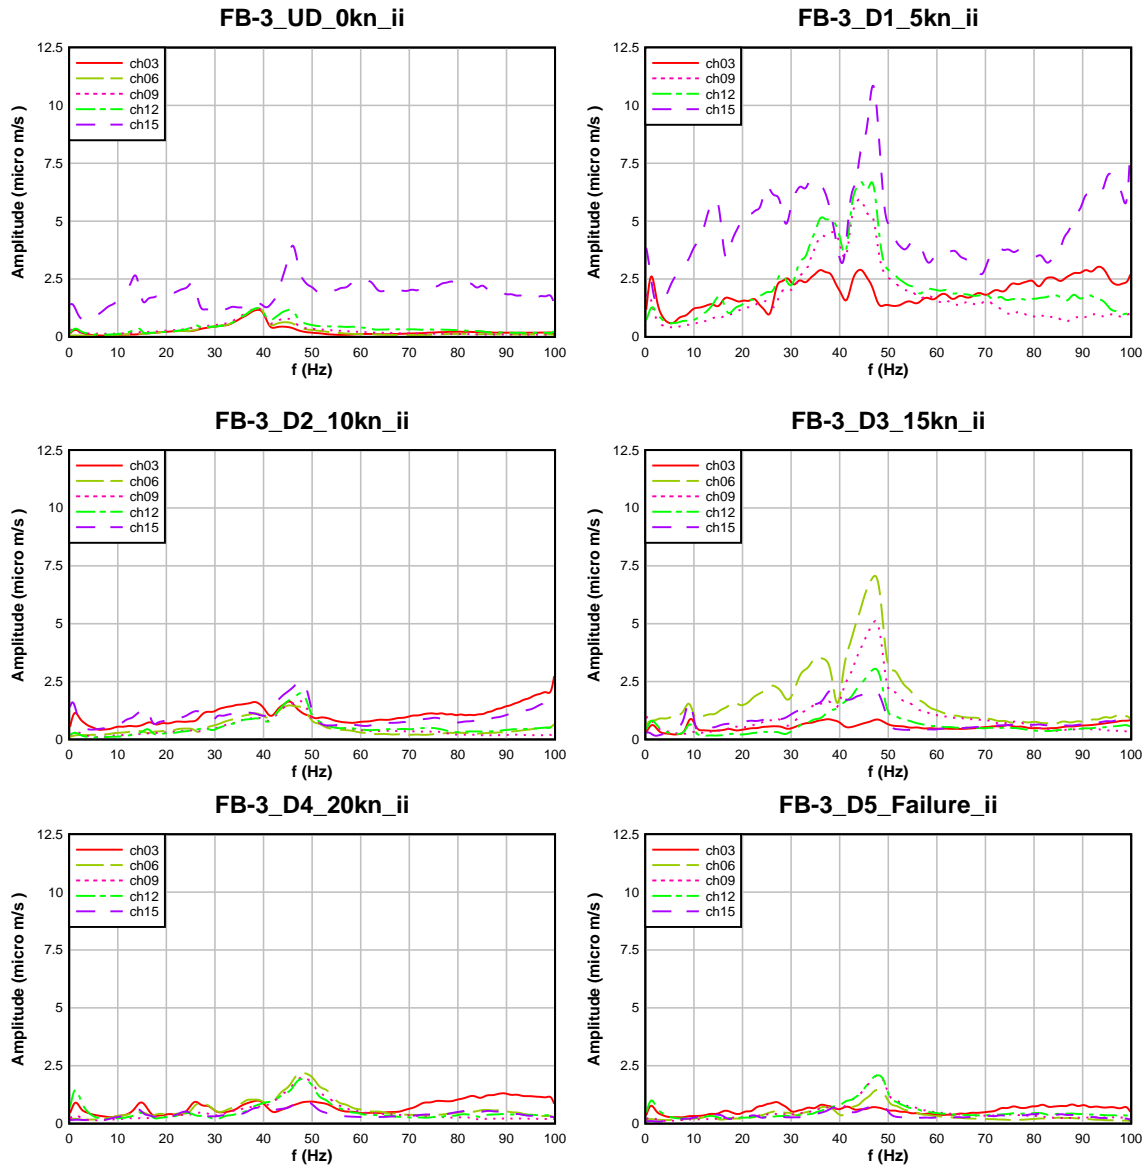 FB-3_UD_0kn_ii
Amplitude (micro m/s )
12.5
10
7.5
5
2.5
0
ch03
ch06
ch09
ch12
ch15
0 10 20 30 40 50 60 70 80 90 100
f (Hz)
FB-3_D1_5kn_ii
Amplitude (micro m/s )
12.5
10
7.5
5
2.5
0
ch03
ch09
ch12
ch15
0 10 20 30 40 50 60 70 80 90 100
f (Hz)
FB-3_D2_10kn_ii
Amplitude (micro m/s )
12.5
10
7.5
5
2.5
0
ch03
ch06
ch09
ch12
ch15
0 10 20 30 40 50 60 70 80 90 100
f (Hz)
FB-3_D3_15kn_ii
Amplitude (micro m/s )
12.5
10
7.5
5
2.5
0
ch03
ch06
ch09
ch12
ch15
0 10 20 30 40 50 60 70 80 90 100
f (Hz)
FB-3_D4_20kn_ii
Amplitude (micro m/s )
12.5
10
7.5
5
2.5
0
ch03
ch06
ch09
ch12
ch15
0 10 20 30 40 50 60 70 80 90 100
f (Hz)
FB-3_D5_Failure_ii
Amplitude (micro m/s )
12.5
10
7.5
5
2.5
0
ch03
ch06
ch09
ch12
ch15
0 10 20 30 40 50 60 70 80 90 100
f (Hz)